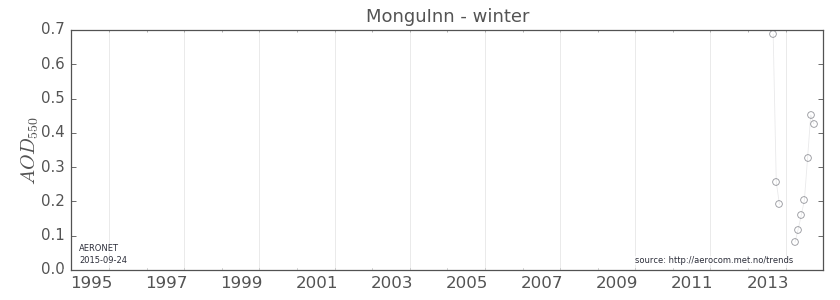 MonguInn - winter
0.7
0.6
0.5
0.4
0.3
0.2
0.1
0.0
AOD550
AERONET
2015-09-24
source: http://aerocom.met.no/trends
1995 1997 1999 2001 2003 2005 2007 2009 2011 2013